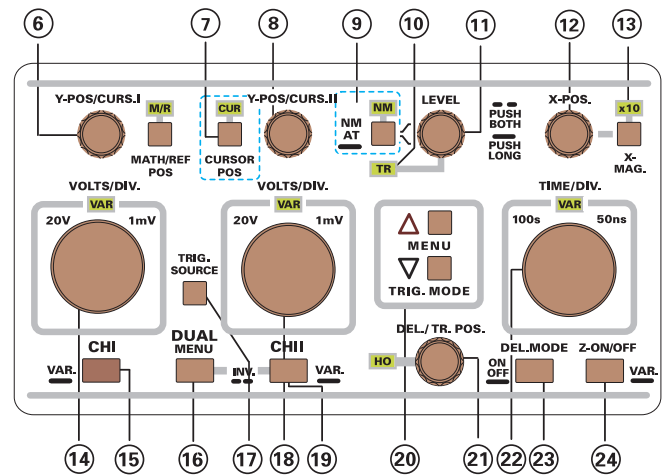 6 7 8 9 10 11 12 13
Y-POS/CURS.I
M/R
MATH/REF
POS
CUR
CURSOR
POS
Y-POS/CURS.II
NM
AT
NM
TR
LEVEL
PUSH
BOTH
PUSH
LONG
X-POS.
x10
X-
MAG.
VOLTS/DIV.
VAR
20V 1mV
TRIG.
SOURCE
VOLTS/DIV.
VAR
20V 1mV
MENU
TRIG. MODE
TIME/DIV.
VAR
100s 50ns
CHI
VAR.
DUAL
MENU
INV.
CHII
VAR.
HO
DEL./ TR. POS.
ON
OFF
DEL.MODE
Z-ON/OFF
VAR.
14 15 16 17 18 19 20 21 22 23 24